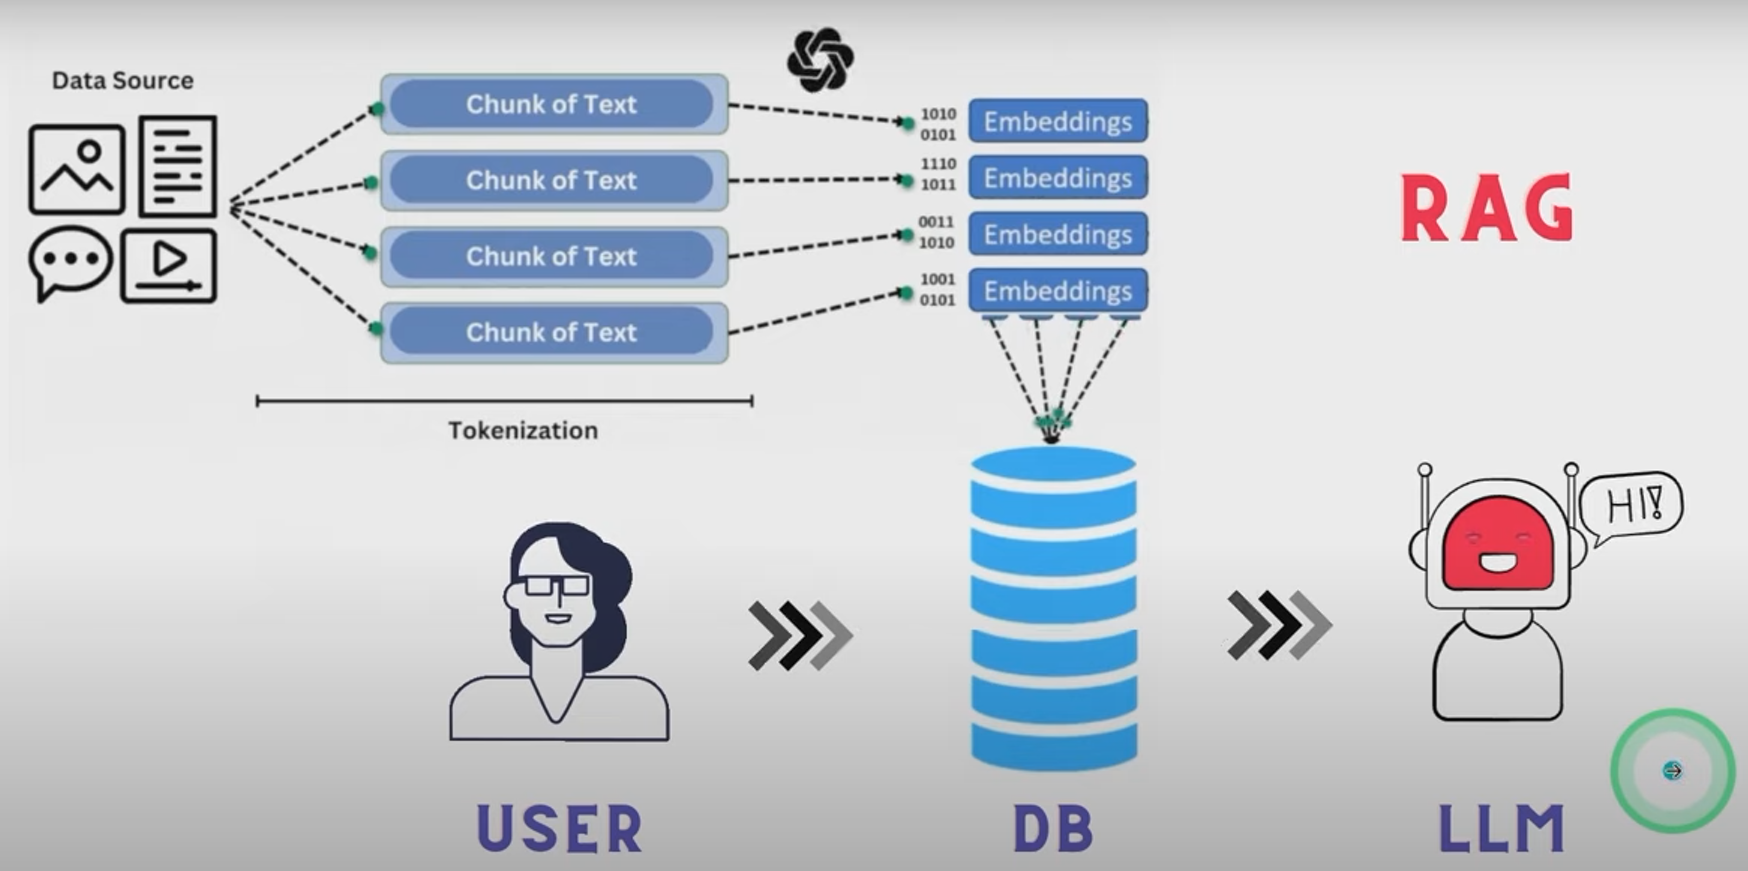 Data Source
Chunk of Text
Chunk of Text
Chunk of Text
Chunk of Text
Tokenization
1010
0101
Embeddings
1110
1011
Embeddings
0011
1010
Embeddings
1001
0101
Embeddings
RAG
HI!
USER
DB
LLM